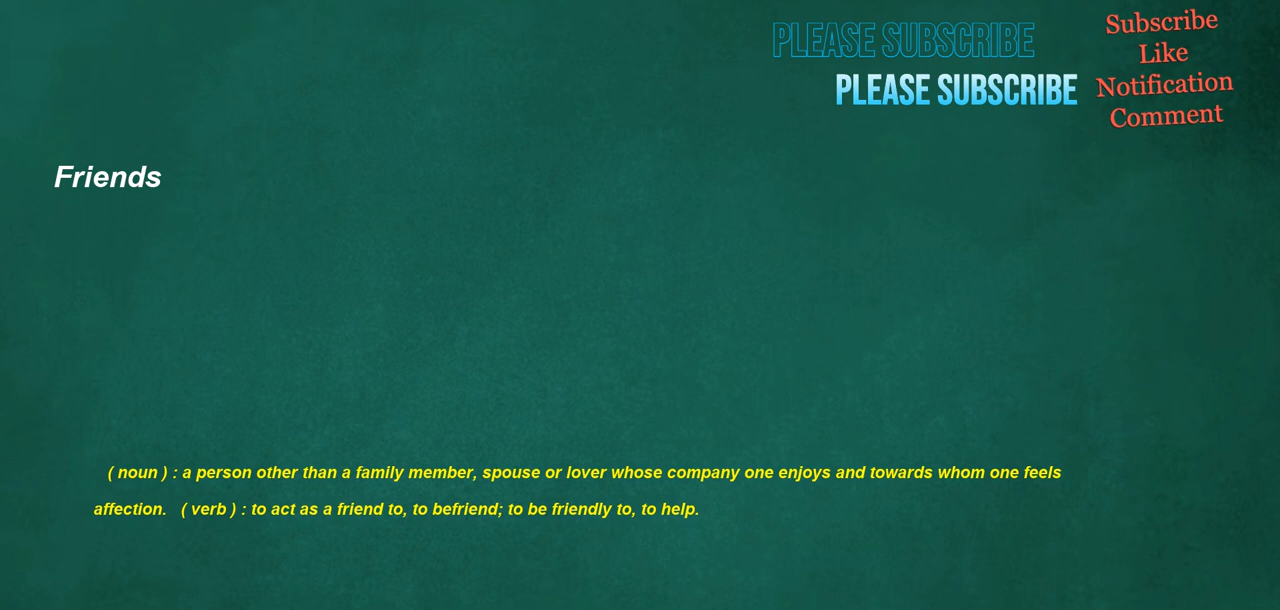 PLEASE SUBSCRIBE
PLEASE SUBSCRIBE
Subscribe
Like
Notification
Comment
Friends
( noun ) : a person other than a family member, spouse or lover whose company one enjoys and towards whom one feels
affection. ( verb ) : to act as a friend to, to befriend; to be friendly to, to help.